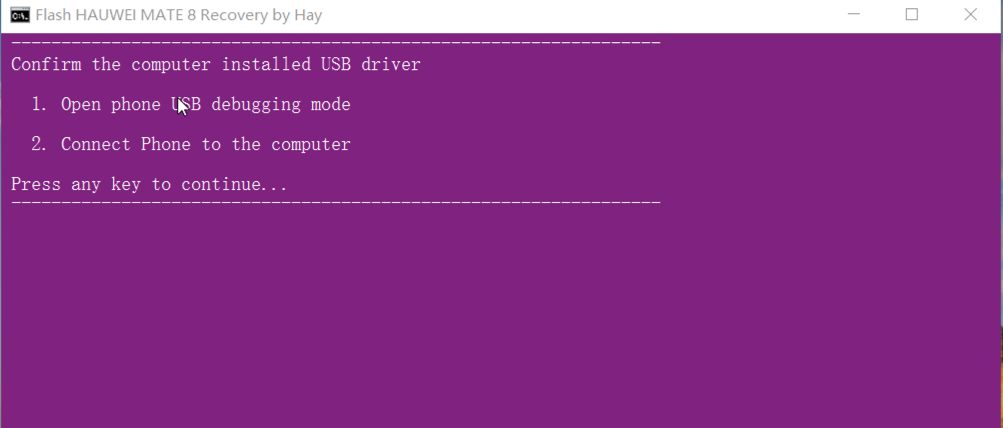 Flash HAUWEI MATE 8 Recovery by Hay
-----------------------------------------------------------------
Confirm the computer installed USB driver
1. Open phone USB debugging mode
2. Connect Phone to the computer
Press any key to continue...
-----------------------------------------------------------------